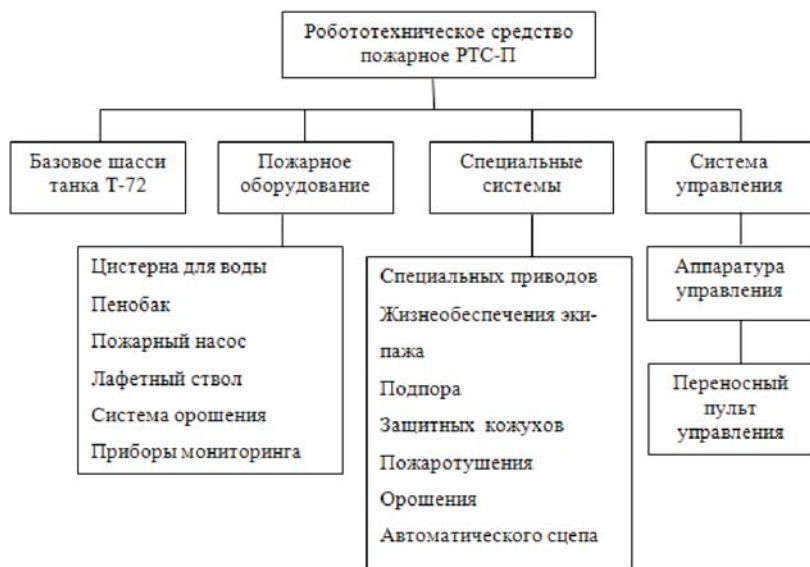 Робототехническое средство
пожарное РТС-П
Базовое шасси
танка Т-72
Пожарное
оборудование
Специальные
системы
Система
управления
Цистерна для воды
Пенобак
Пожарный насос
Лафетный ствол
Система орошения
Приборы мониторинга
Специальных приводов
Жизнеобеспечения эки-
пажа
Подпора
Защитных кожухов
Пожаротушения
Орошения
Автоматического сцепа
Аппаратура
управления
Переносный
пульт
управления